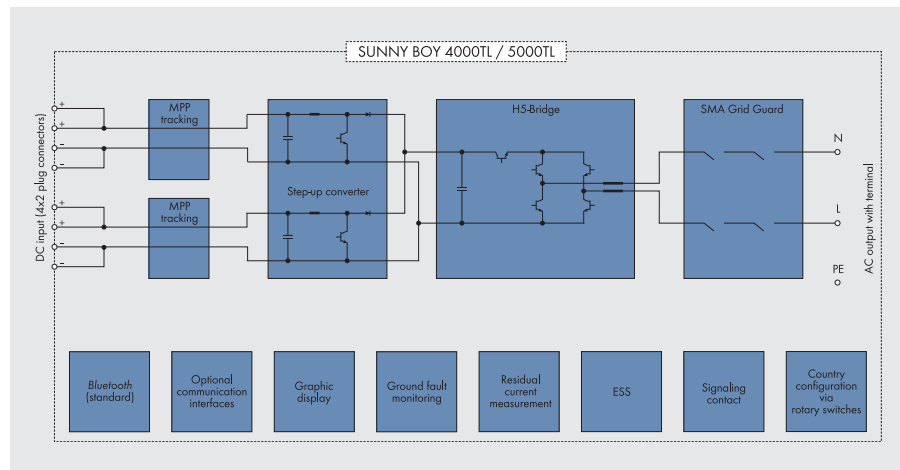 SUNNY BOY 4000TL / 5000TL
DC input (4x2 plug connectors)
+
+
–
–
+
+
–
–
MPP
tracking
MPP
tracking
Step-up converter
H5-Bridge
SMA Grid Guard
N
L
PE
AC output with terminal
Bluetooth
(standard)
Optional
communication
interfaces
Graphic
display
Ground fault
monitoring
Residual
current
measurement
ESS
Signaling
contact
Country
configuration
via
rotary switches